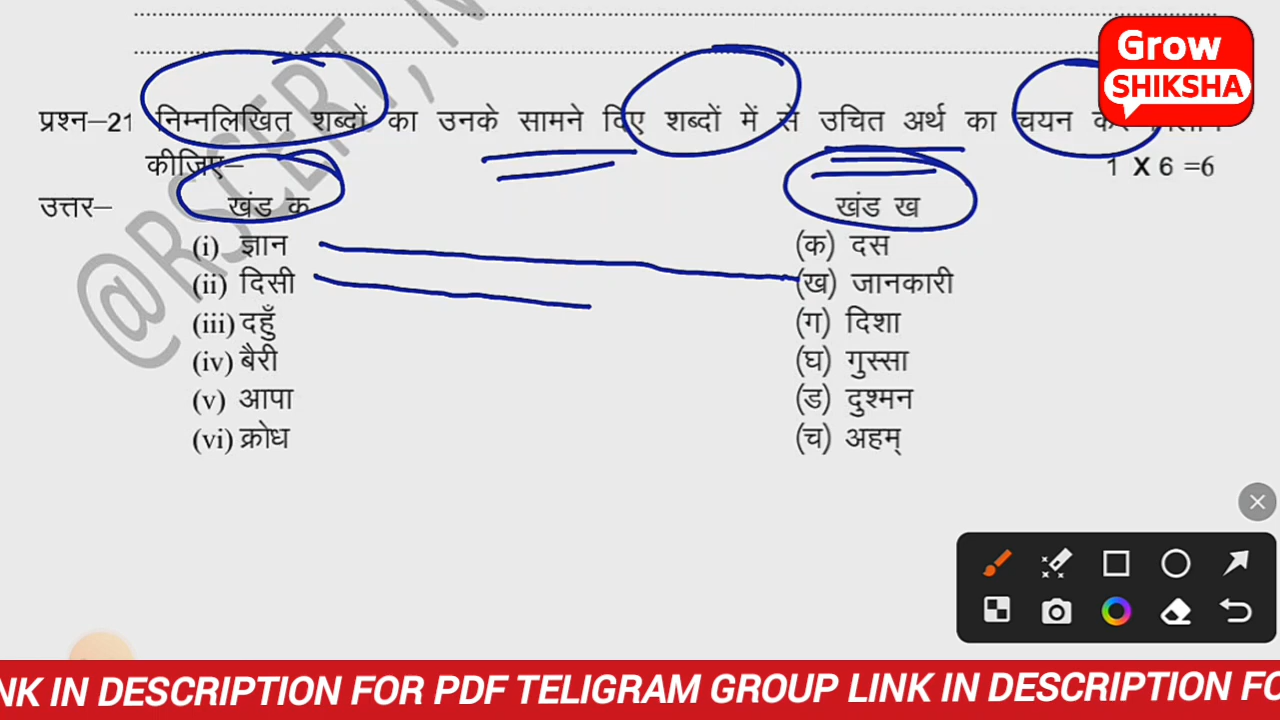 Grow
SHIKSHA
प्रश्न–21 निम्नलिखित शब्दों का उनके सामने दिए शब्दों में से उचित अर्थ का चयन कर
कीजिए–
1 X 6 =6
उत्तर–
खंड क
खंड ख
(i) ज्ञान
(क) दस
(ii) दिसी
(ख) जानकारी
(iii) दहुँ
(ग) दिशा
(iv) बैरी
(घ) गुस्सा
(v) आपा
(ड) दुश्मन
(vi) क्रोध
(च) अहम्
@RSCERT,
NK IN DESCRIPTION FOR PDF TELIGRAM GROUP LINK IN DESCRIPTION FO